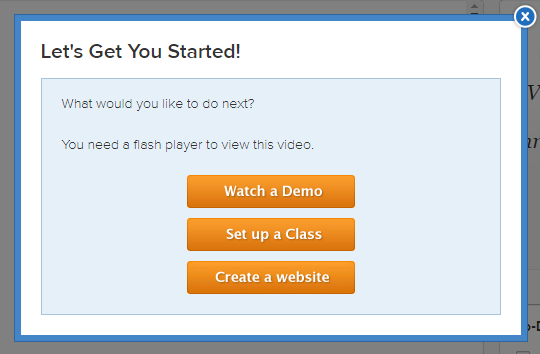 Let's Get You Started!
What would you like to do next?
You need a flash player to view this video.
Watch a Demo
Set up a Class
Create a website